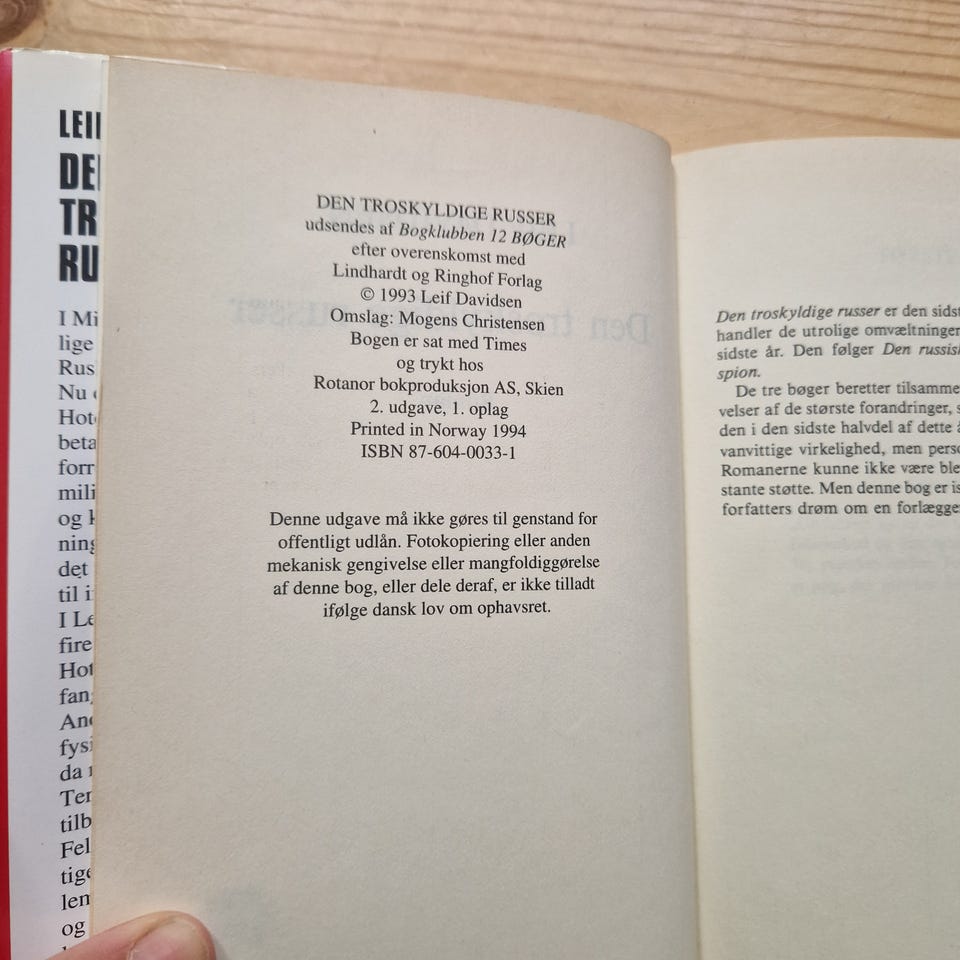 LEI
DE
TR
RU
I Mi
lige
Rus
Nu
Hot
beta
forr
mili
og
ning
det
til i
I Le
fire
Hot
fan
And
fysi
da
Ter
tilb
Fel
tige
len
og
DEN TROSKYLDIGE RUSSER
udsendes af Bogklubben 12 BØGER
efter overenskomst med
Lindhardt og Ringhof Forlag
© 1993 Leif Davidsen
Omslag: Mogens Christensen
Bogen er sat med Times
og trykt hos
Rotanor bokproduksjon AS, Skien
2. udgave, 1. oplag
Printed in Norway 1994
ISBN 87-604-0033-1
Denne udgave må ikke gøres til genstand for
offentligt udlån. Fotokopiering eller anden
mekanisk gengivelse eller mangfoldiggørelse
af denne bog, eller dele deraf, er ikke tilladt
ifølge dansk lov om ophavsret.
Den troskyldige russer er den sidst
handler de utrolige omvæltninger
sidste år. Den følger Den russisk
spion.
De tre bøger beretter tilsamme
velser af de største forandringer, s
den i den sidste halvdel af dette å
vanvittige virkelighed, men perso
Romanerne kunne ikke være ble
stante støtte. Men denne bog er is
forfatters drøm om en forlægge